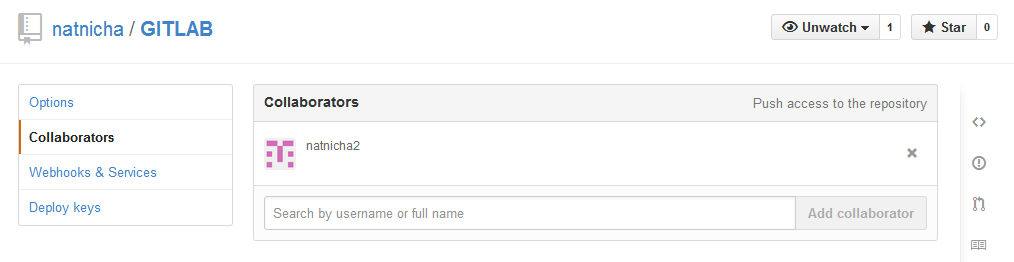 natnicha / GITLAB
Unwatch 1 Star 0
Options
Collaborators
Webhooks & Services
Deploy keys
Collaborators Push access to the repository
natnicha2
Search by username or full name Add collaborator